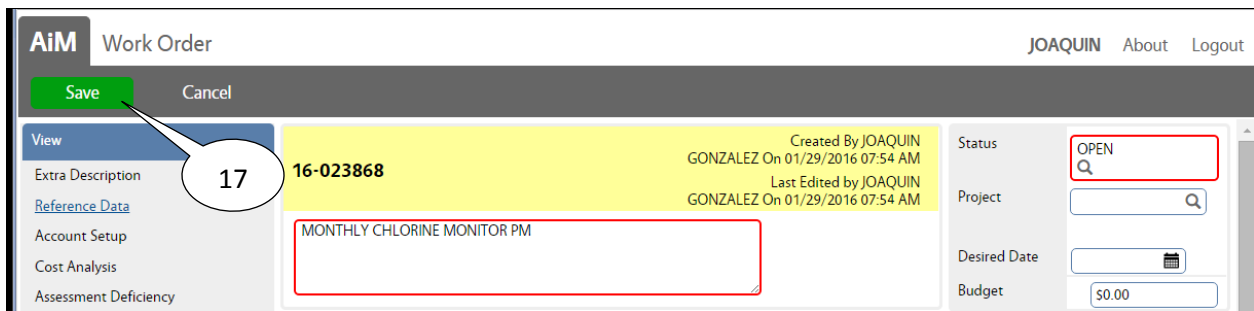 AiM Work Order
JOAQUIN About Logout
Save Cancel
View
Extra Description
Reference Data
Account Setup
Cost Analysis
Assessment Deficiency
17
16-023868
Created By JOAQUIN
GONZALEZ On 01/29/2016 07:54 AM
Last Edited by JOAQUIN
GONZALEZ On 01/29/2016 07:54 AM
MONTHLY CHLORINE MONITOR PM
Status
OPEN
Project
Desired Date
Budget
$0.00